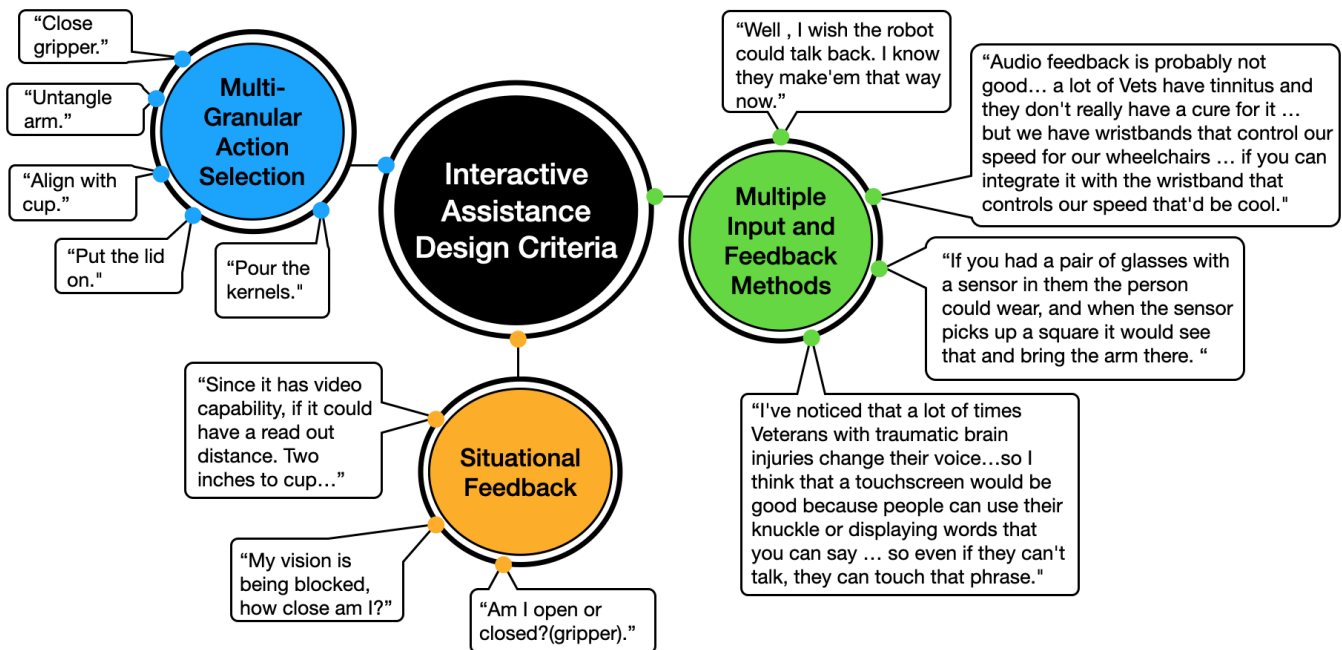 “Close
gripper.”
“Untangle
arm.”
“Align with
cup.”
“Put the lid
on."
“Pour the
kernels."
Multi-
Granular
Action
Selection
Interactive
Assistance
Design Criteria
“Well , I wish the robot
could talk back. I know
they make'em that way
now.”
Multiple
Input and
Feedback
Methods
“Audio feedback is probably not
good… a lot of Vets have tinnitus and
they don't really have a cure for it …
but we have wristbands that control our
speed for our wheelchairs … if you can
integrate it with the wristband that
controls our speed that'd be cool."
“If you had a pair of glasses with
a sensor in them the person
could wear, and when the sensor
picks up a square it would see
that and bring the arm there. “
“I've noticed that a lot of times
Veterans with traumatic brain
injuries change their voice…so I
think that a touchscreen would be
good because people can use their
knuckle or displaying words that
you can say … so even if they can't
talk, they can touch that phrase."
“Since it has video
capability, if it could
have a read out
distance. Two
inches to cup…”
Situational
Feedback
“My vision is
being blocked,
how close am I?”
“Am I open or
closed?(gripper).”